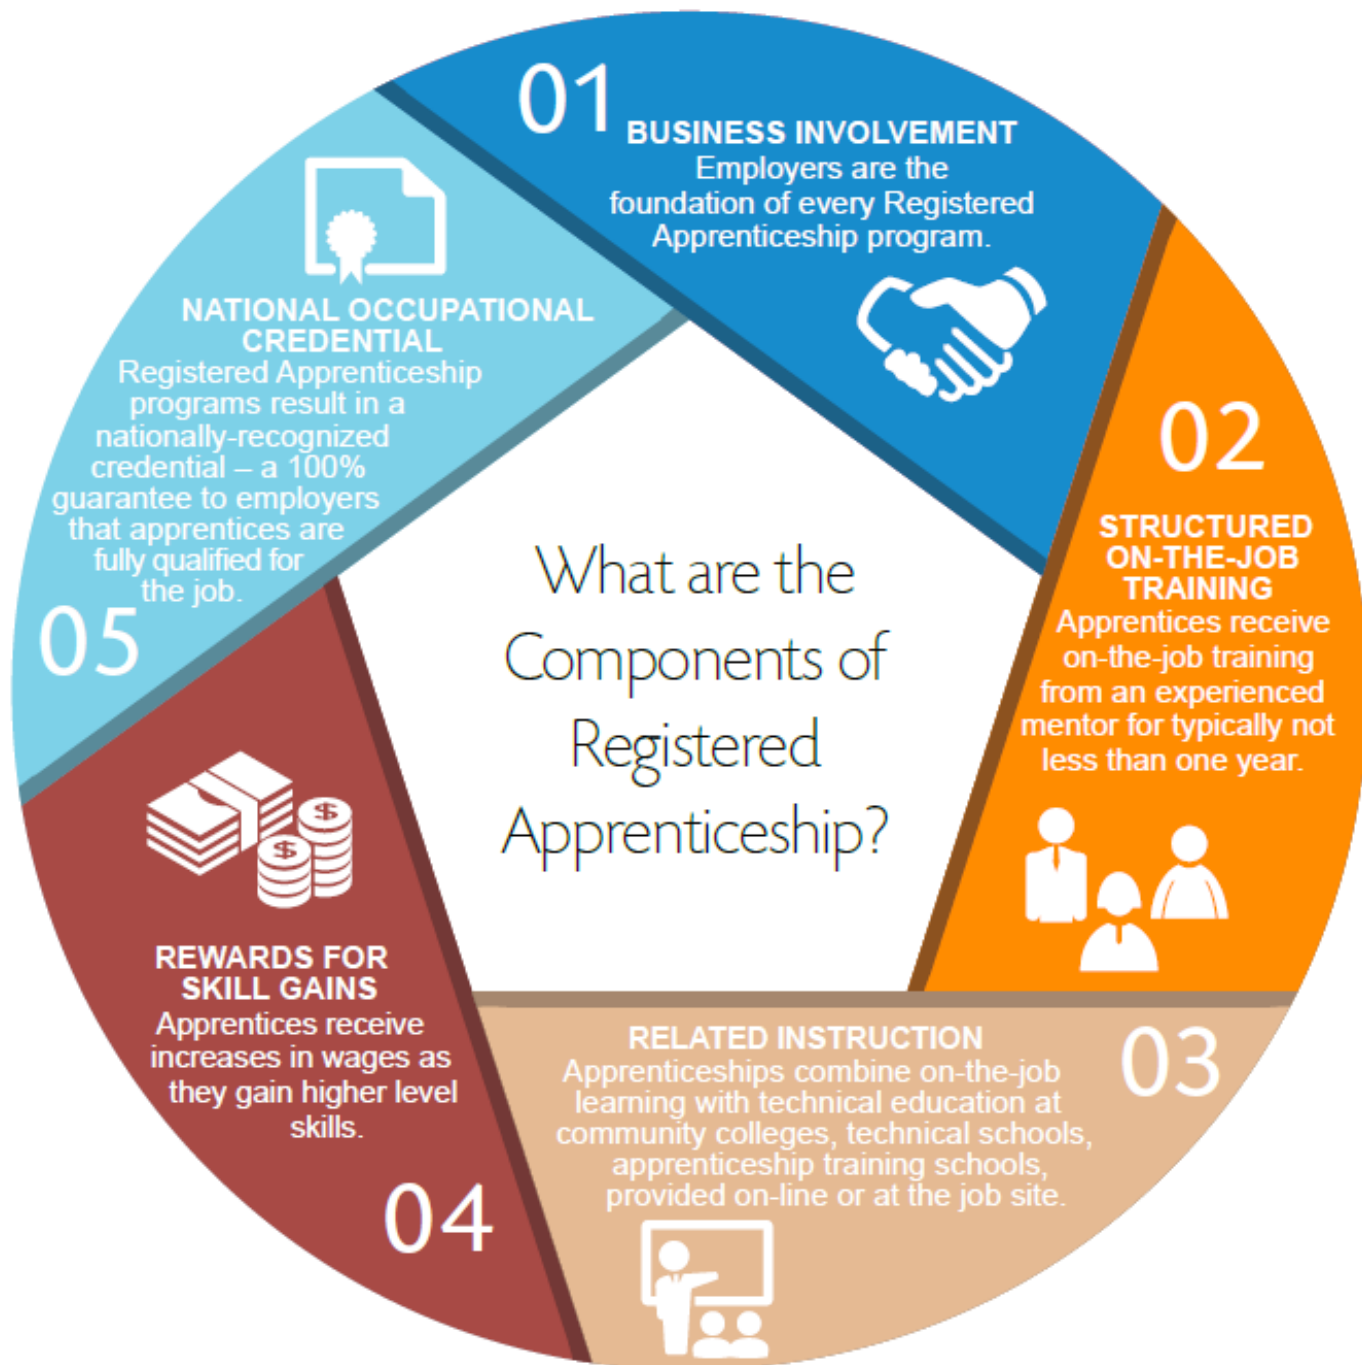 01
BUSINESS INVOLVEMENT
Employers are the
foundation of every Registered
Apprenticeship program.
02
STRUCTURED
ON-THE-JOB
TRAINING
Apprentices receive
on-the-job training
from an experienced
mentor for typically not
less than one year.
03
RELATED INSTRUCTION
Apprenticeships combine on-the-job
learning with technical education at
community colleges, technical schools,
apprenticeship training schools,
provided on-line or at the job site.
04
$
$
REWARDS FOR
SKILL GAINS
Apprentices receive
increases in wages as
they gain higher level
skills.
05
NATIONAL OCCUPATIONAL
CREDENTIAL
Registered Apprenticeship
programs result in a
nationally-recognized
credential – a 100%
guarantee to employers
that apprentices are
fully qualified for
the job.
What are the
Components of
Registered
Apprenticeship?